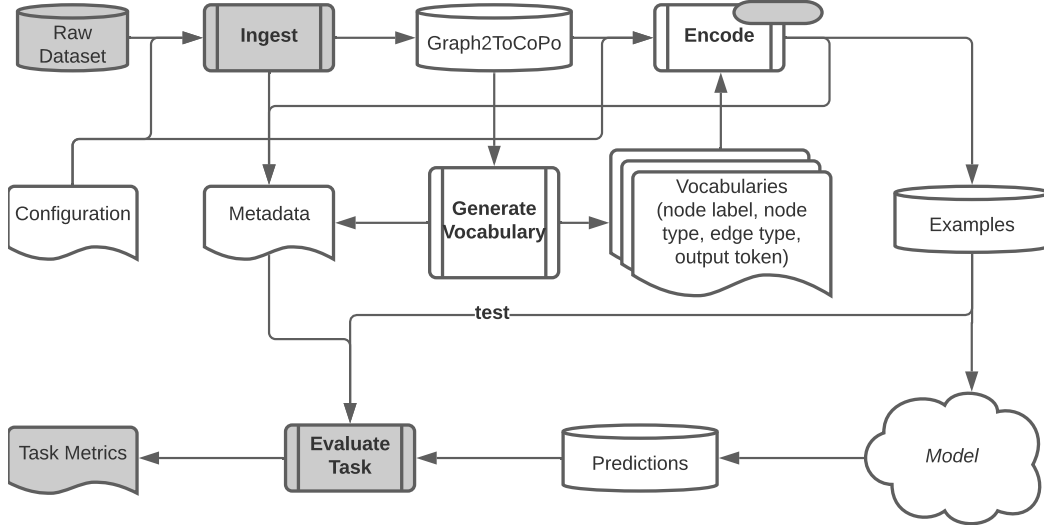 Raw
Dataset
Ingest
Graph2ToCoPo
Encode
Configuration
Metadata
Generate
Vocabulary
Vocabularies
(node label, node
type, edge type,
output token)
Examples
test
Task Metrics
Evaluate
Task
Predictions
Model